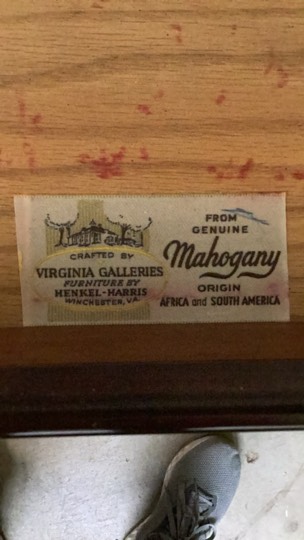 CRAFTED BY
VIRGINIA GALLERIES
FURNITURE BY
HENKEL-HARRIS
WINCHESTER, VA.
FROM
GENUINE
Mahogany
ORIGIN
AFRICA and SOUTH AMERICA